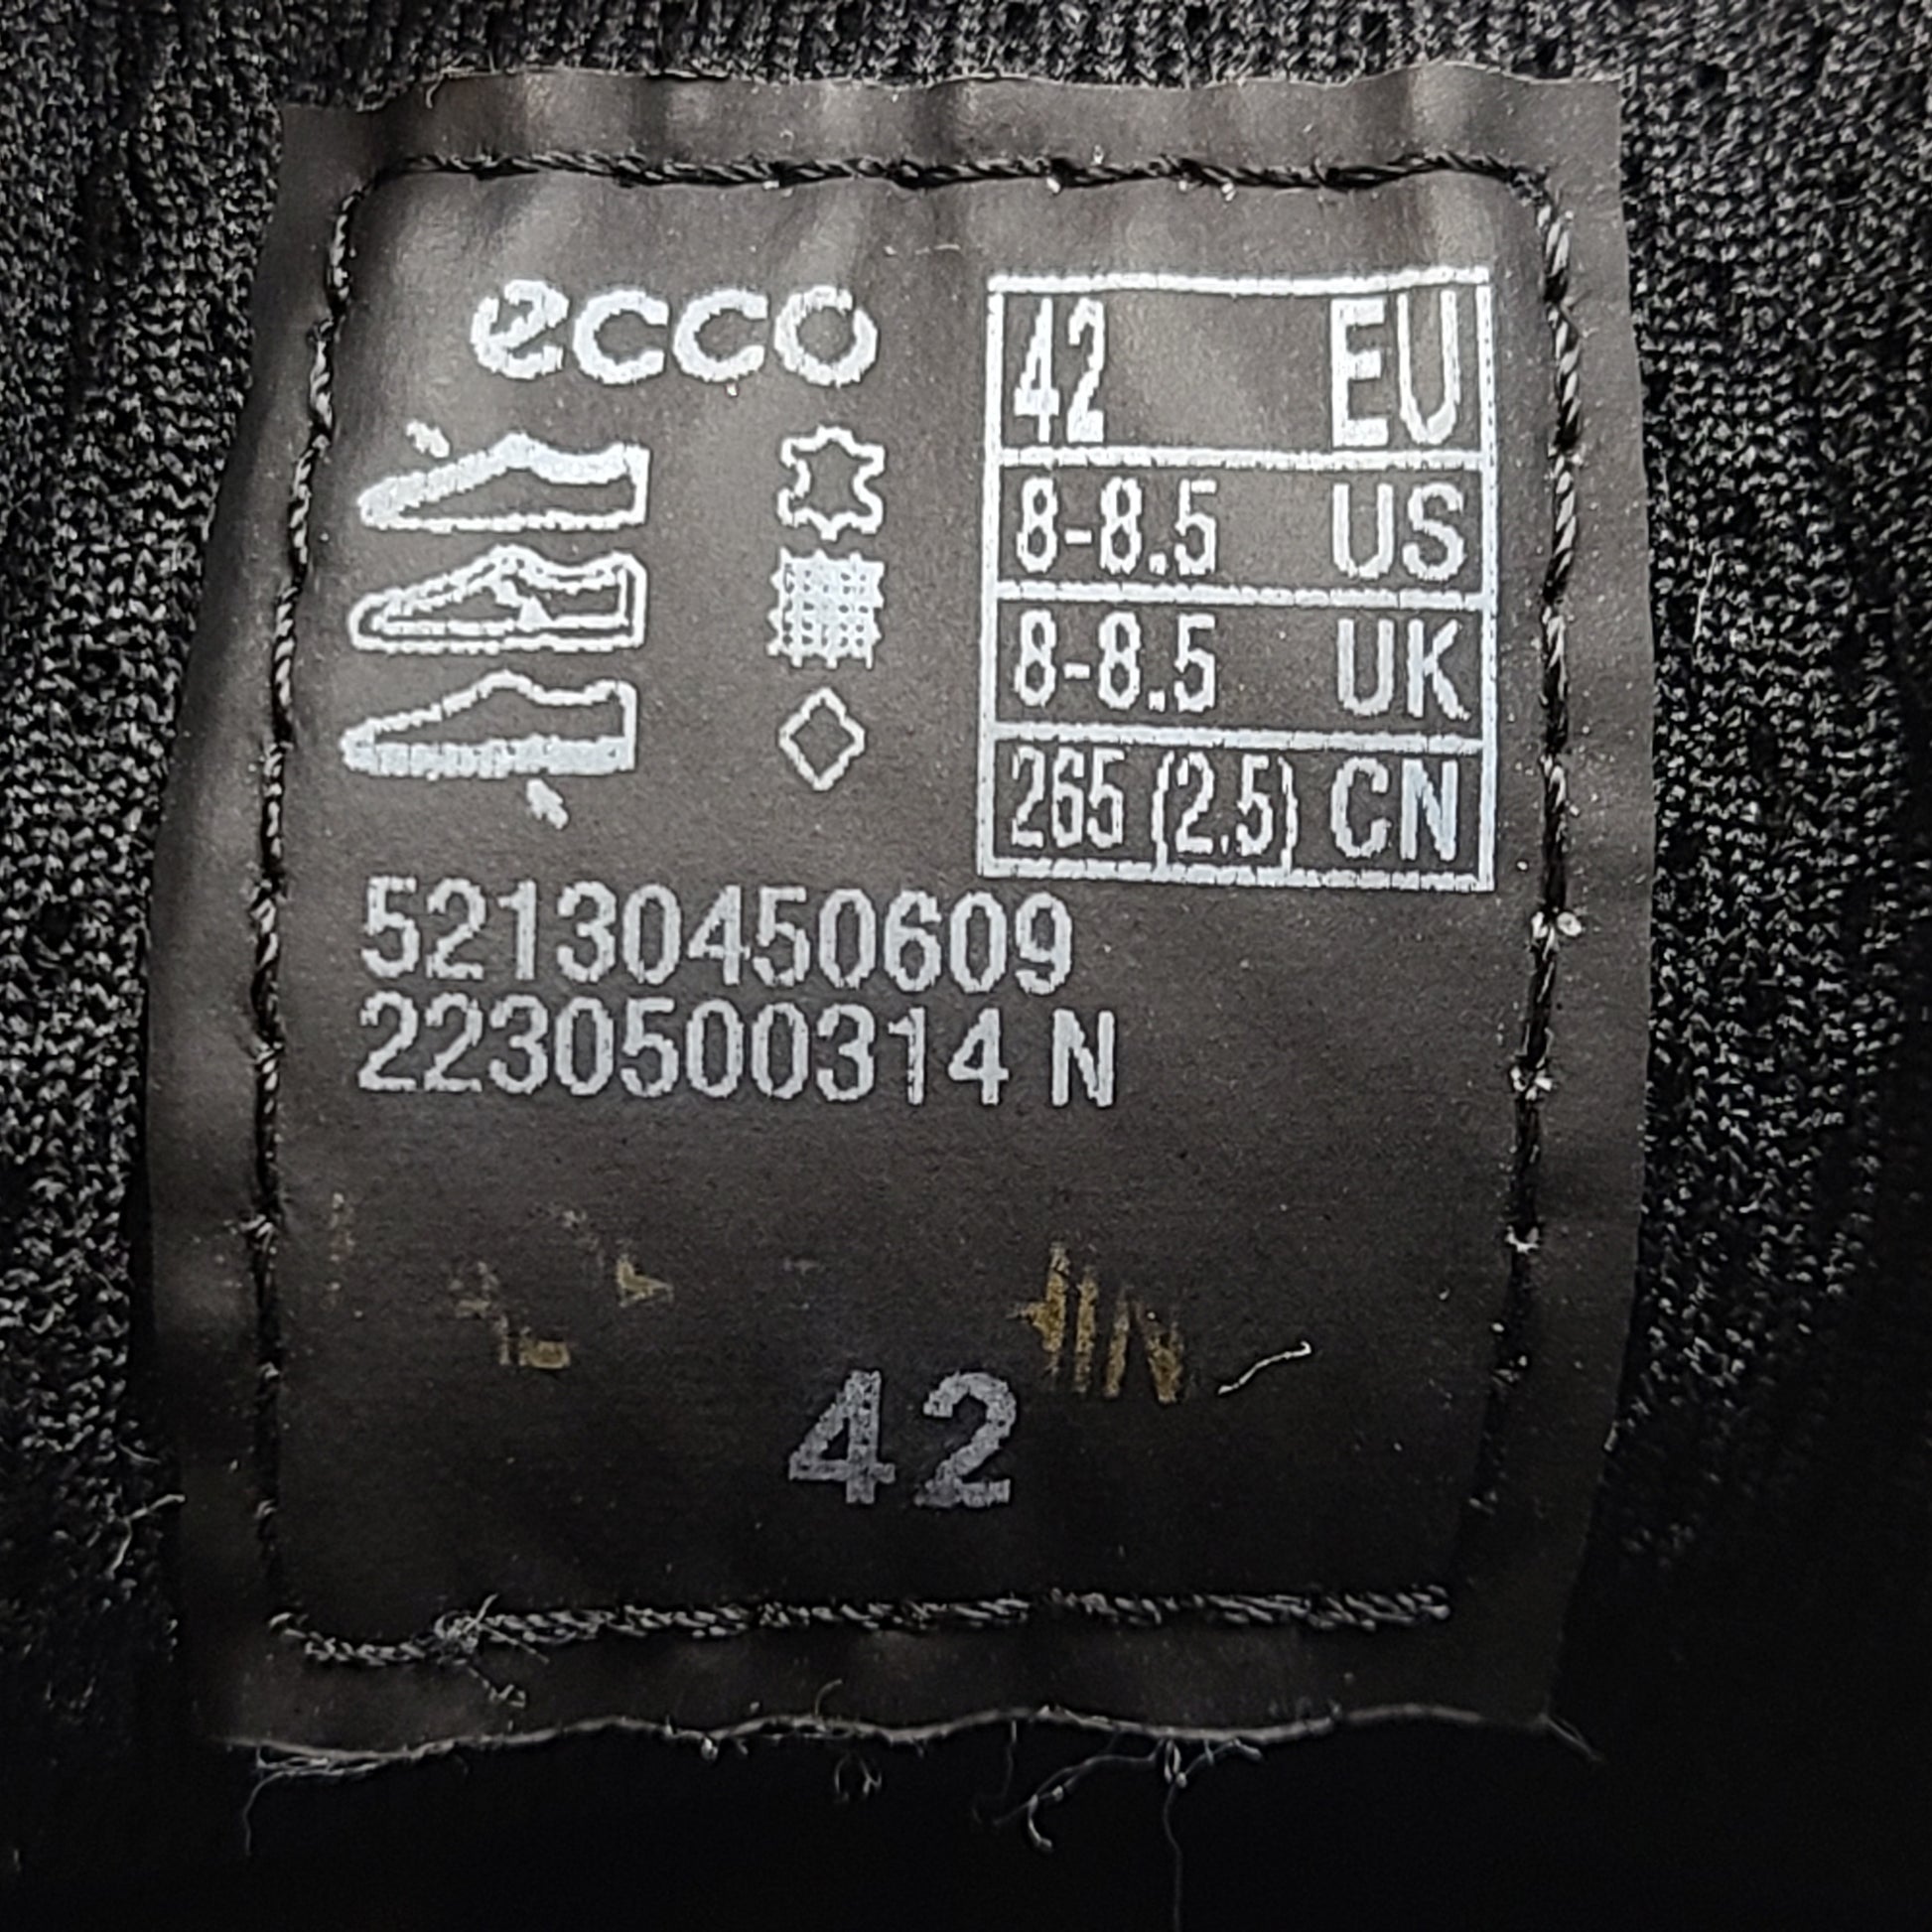 ecco
42 EU
8-8.5 US
8-8.5 UK
265 (2.5) CN
52130450609
2230500314 N
42